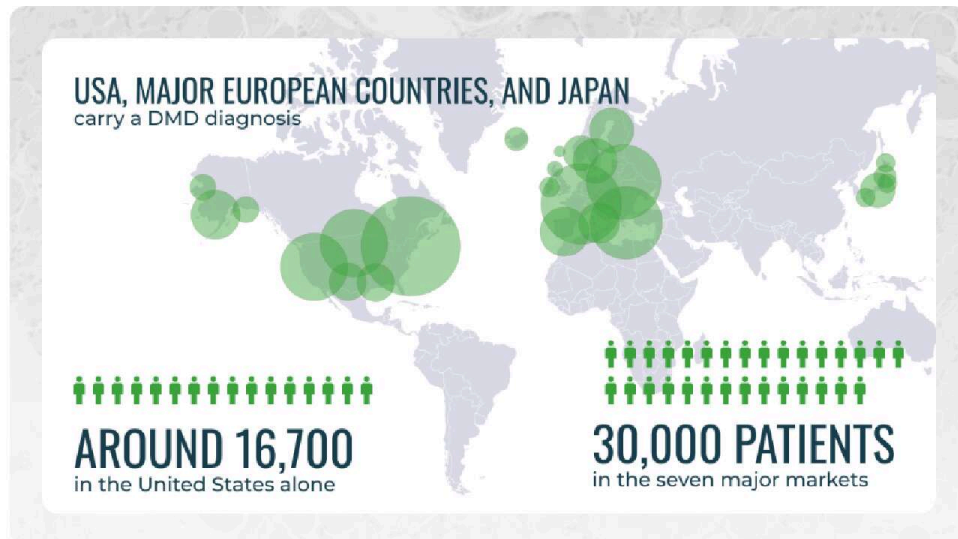 USA, MAJOR EUROPEAN COUNTRIES, AND JAPAN
carry a DMD diagnosis
AROUND 16,700
in the United States alone
30,000 PATIENTS
in the seven major markets